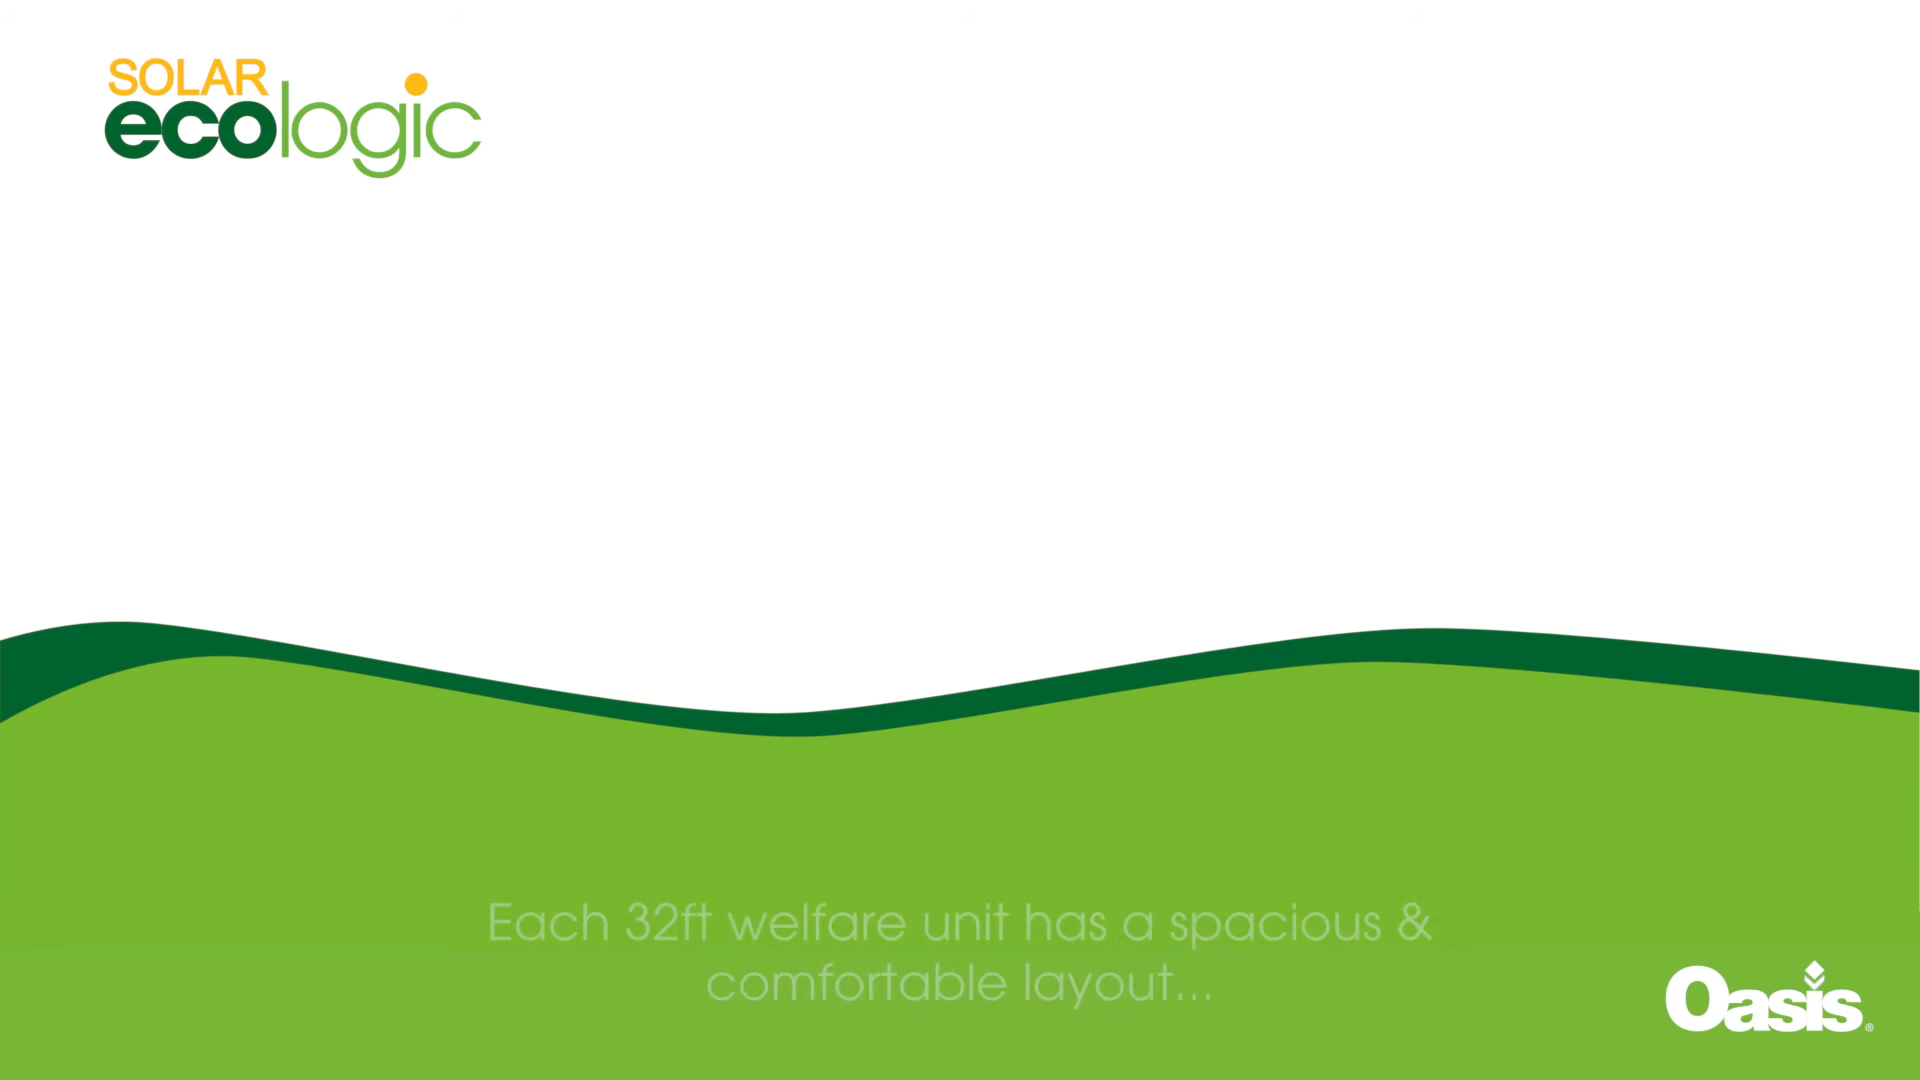 SOLAR
ecologic
Each 32ft welfare unit has a spacious &
comfortable layout...
Oasis®